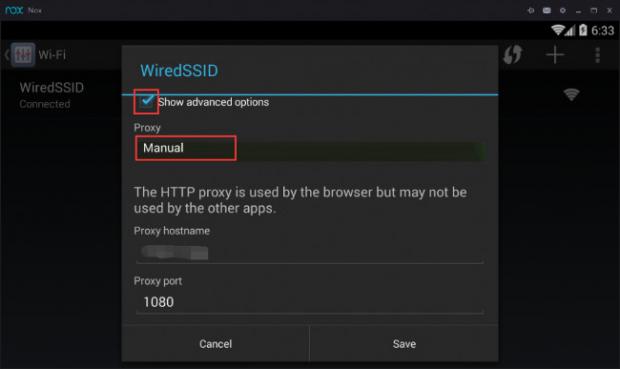 nox Nox
6:33
Wi-Fi
WiredSSID
Connected
WiredSSID
Show advanced options
Proxy
Manual
The HTTP proxy is used by the browser but may not be
used by the other apps.
Proxy hostname
Proxy port
1080
Cancel
Save